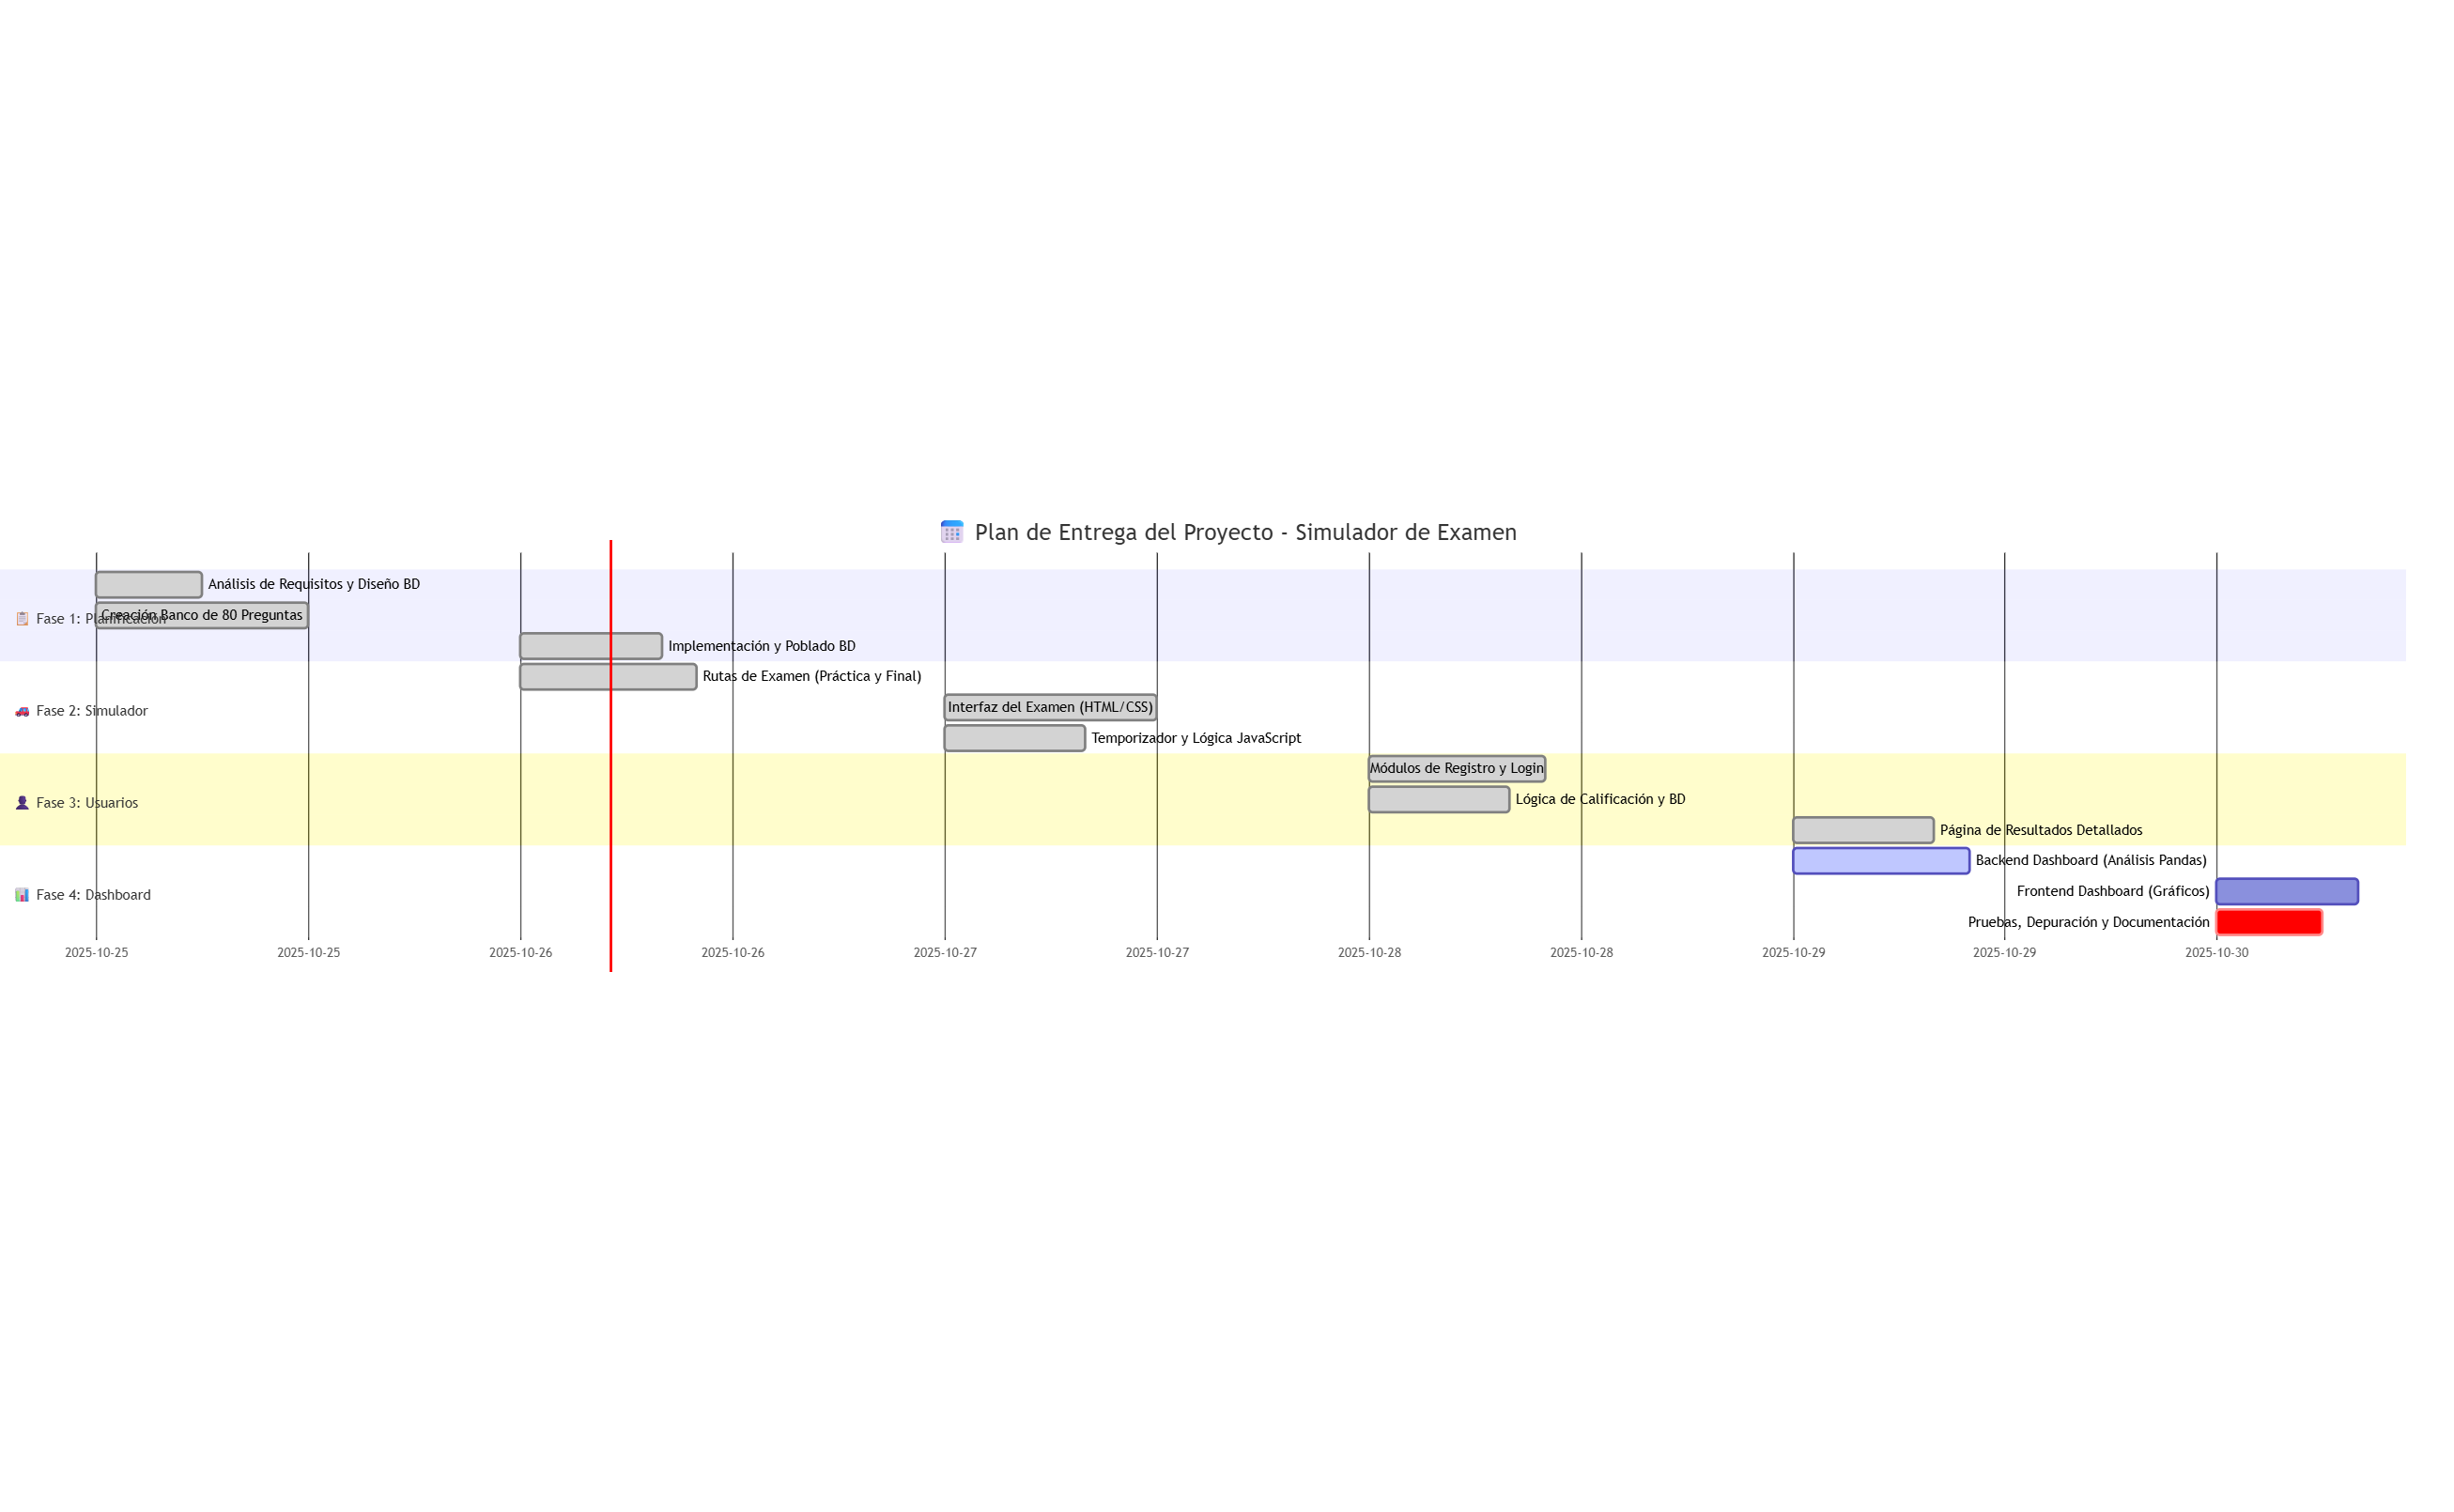 Plan de Entrega del Proyecto - Simulador de Examen
Análisis de Requisitos y Diseño BD
Creación Banco de 80 Preguntas
Fase 1: Planificación
Implementación y Poblado BD
Rutas de Examen (Práctica y Final)
Interfaz del Examen (HTML/CSS)
Fase 2: Simulador
Temporizador y Lógica JavaScript
Módulos de Registro y Login
Lógica de Calificación y BD
Fase 3: Usuarios
Página de Resultados Detallados
Backend Dashboard (Análisis Pandas)
Frontend Dashboard (Gráficos)
Fase 4: Dashboard
Pruebas, Depuración y Documentación
2025-10-25 2025-10-25 2025-10-26 2025-10-26 2025-10-27 2025-10-27 2025-10-28 2025-10-28 2025-10-29 2025-10-29 2025-10-30